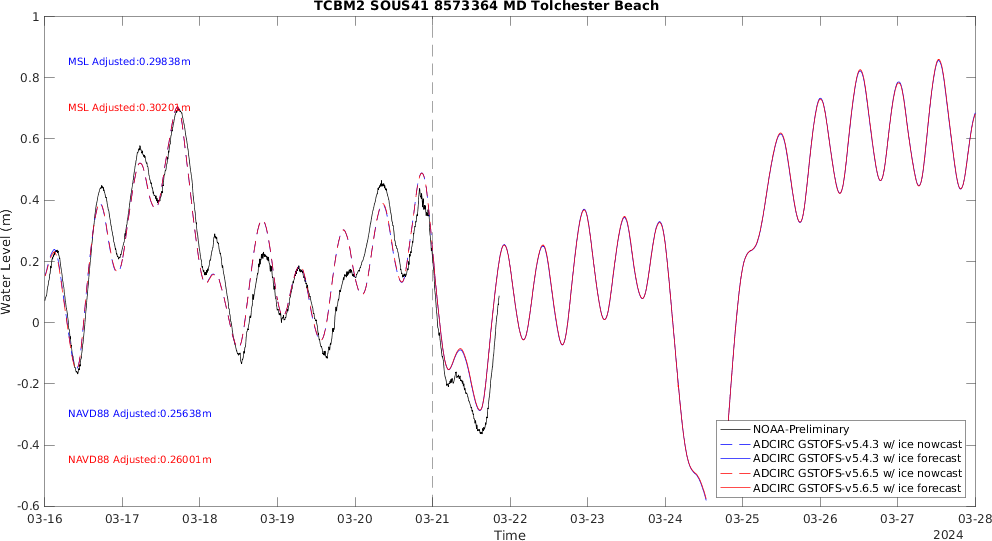 TCBM2 SOUS41 8573364 MD Tolchester Beach
Water Level (m)
1
0.8
0.6
0.4
0.2
0
-0.2
-0.4
-0.6
MSL Adjusted:0.29838m
MSL Adjusted:0.30201m
NAVD88 Adjusted:0.25638m
NAVD88 Adjusted:0.26001m
NOAA-Preliminary
ADCIRC GSTOFS-v5.4.3 w/ ice nowcast
ADCIRC GSTOFS-v5.4.3 w/ ice forecast
ADCIRC GSTOFS-v5.6.5 w/ ice nowcast
ADCIRC GSTOFS-v5.6.5 w/ ice forecast
03-16 03-17 03-18 03-19 03-20 03-21 03-22 03-23 03-24 03-25 03-26 03-27 03-28
Time
2024